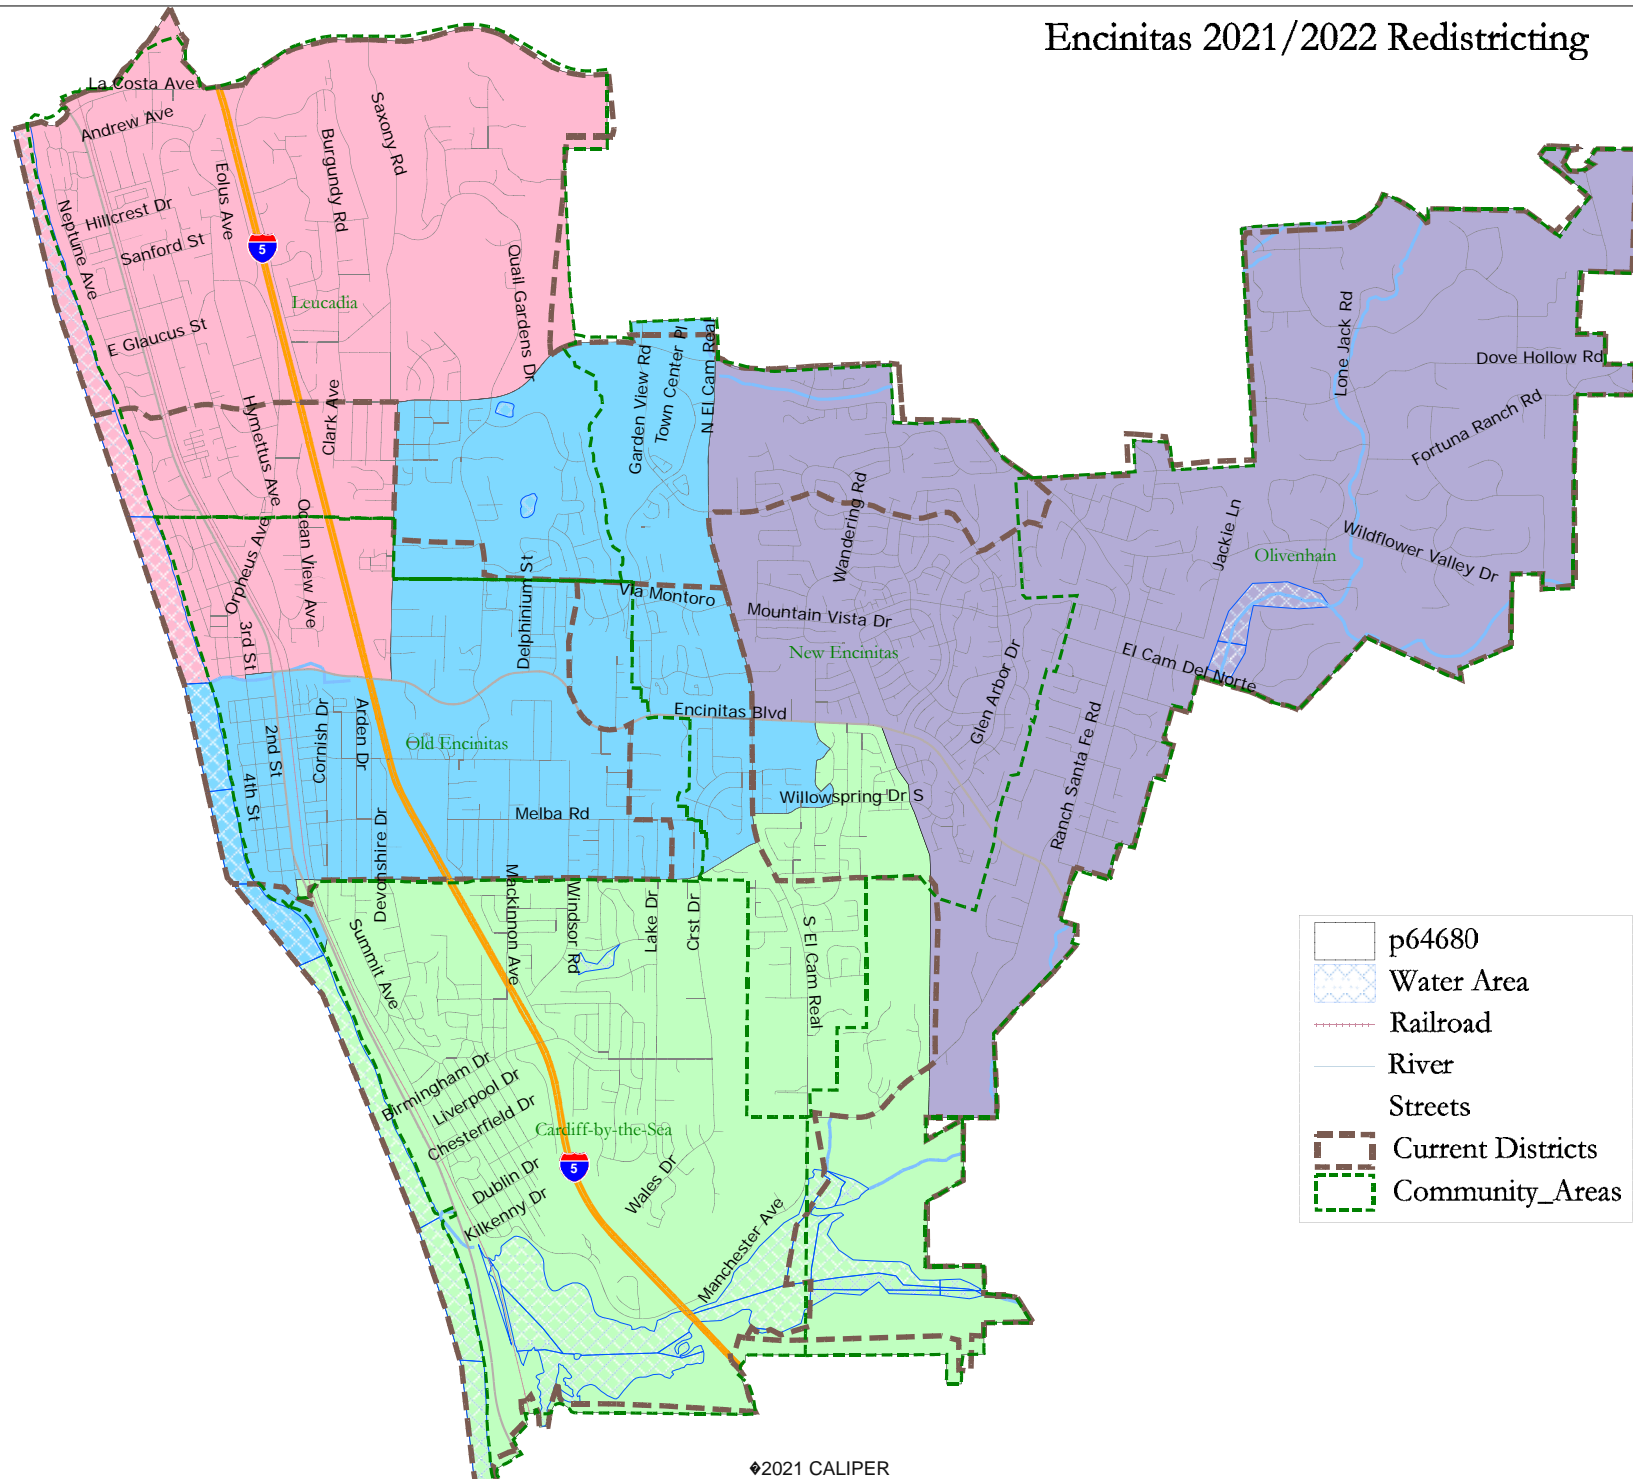 Encinitas 2021/2022 Redistricting
La Costa Ave
Andrew Ave
Saxony Rd
Burgundy Rd
Eolus Ave
Neptune Ave
Hillcrest Dr
Sanford St
5
Quail Gardens Dr
Leucadia
E Glaucus St
Lone Jack Rd
Dove Hollow Rd
Garden View Rd
Town Center Pl
N El Cam Real
Clark Ave
Hymettus Ave
Fortuna Ranch Rd
Wandering Rd
Jackie Ln
Ocean View Ave
Orpheus Ave
Wildflower Valley Dr
Olivenhain
Delphinium St
Via Montoro
Mountain Vista Dr
3rd St
New Encinitas
El Cam Del Norte
Glen Arbor Dr
Encinitas Blvd
2nd St
Cornish Dr
Arden Dr
Old Encinitas
Ranch Santa Fe Rd
4th St
Willowspring Dr S
Melba Rd
Devonshire Dr
Mackinnon Ave
Windsor Rd
Lake Dr
Crst Dr
S El Cam Real
Summit Ave
p64680
Water Area
Railroad
River
Streets
Current Districts
Community_Areas
Birmingham Dr
Liverpool Dr
Chesterfield Dr
Cardiff-by-the-Sea
5
Dublin Dr
Kilkenny Dr
Wales Dr
Manchester Ave
�2021 CALIPER